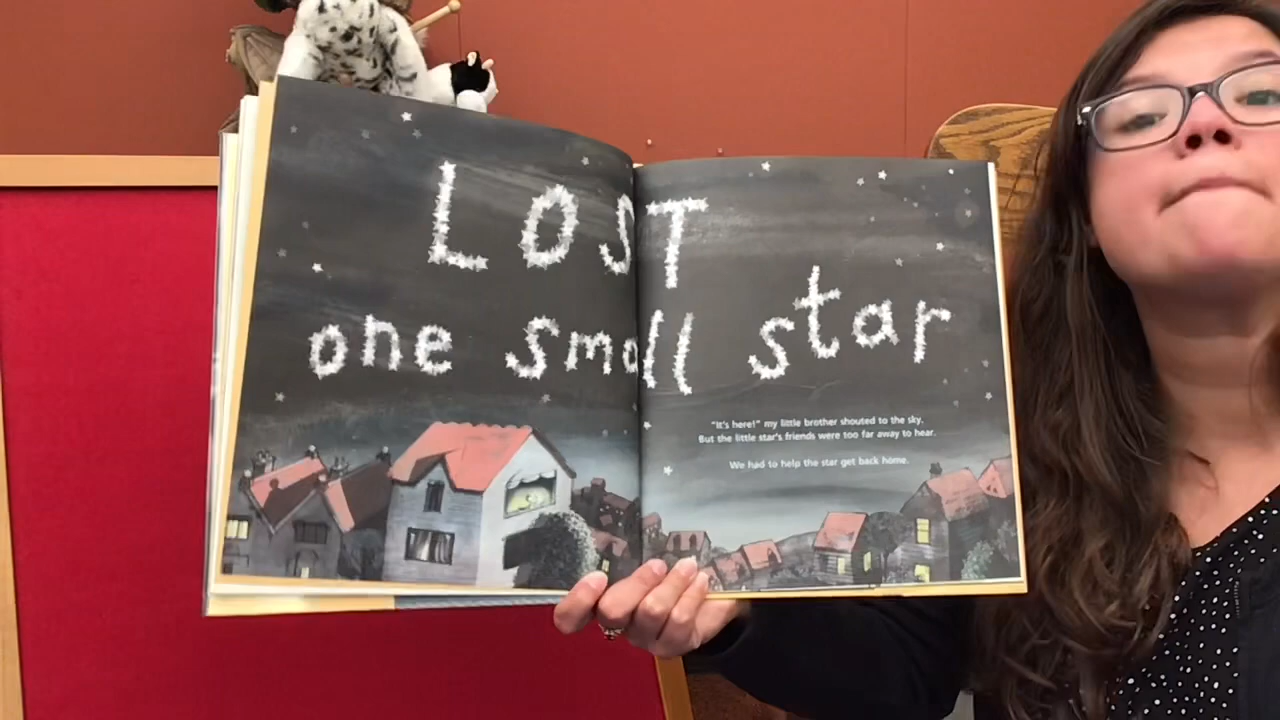 LOST
one small star
"It's here!" my little brother shouted to the sky.
But the little star's friends were too far away to hear.
We had to help the star get back home.